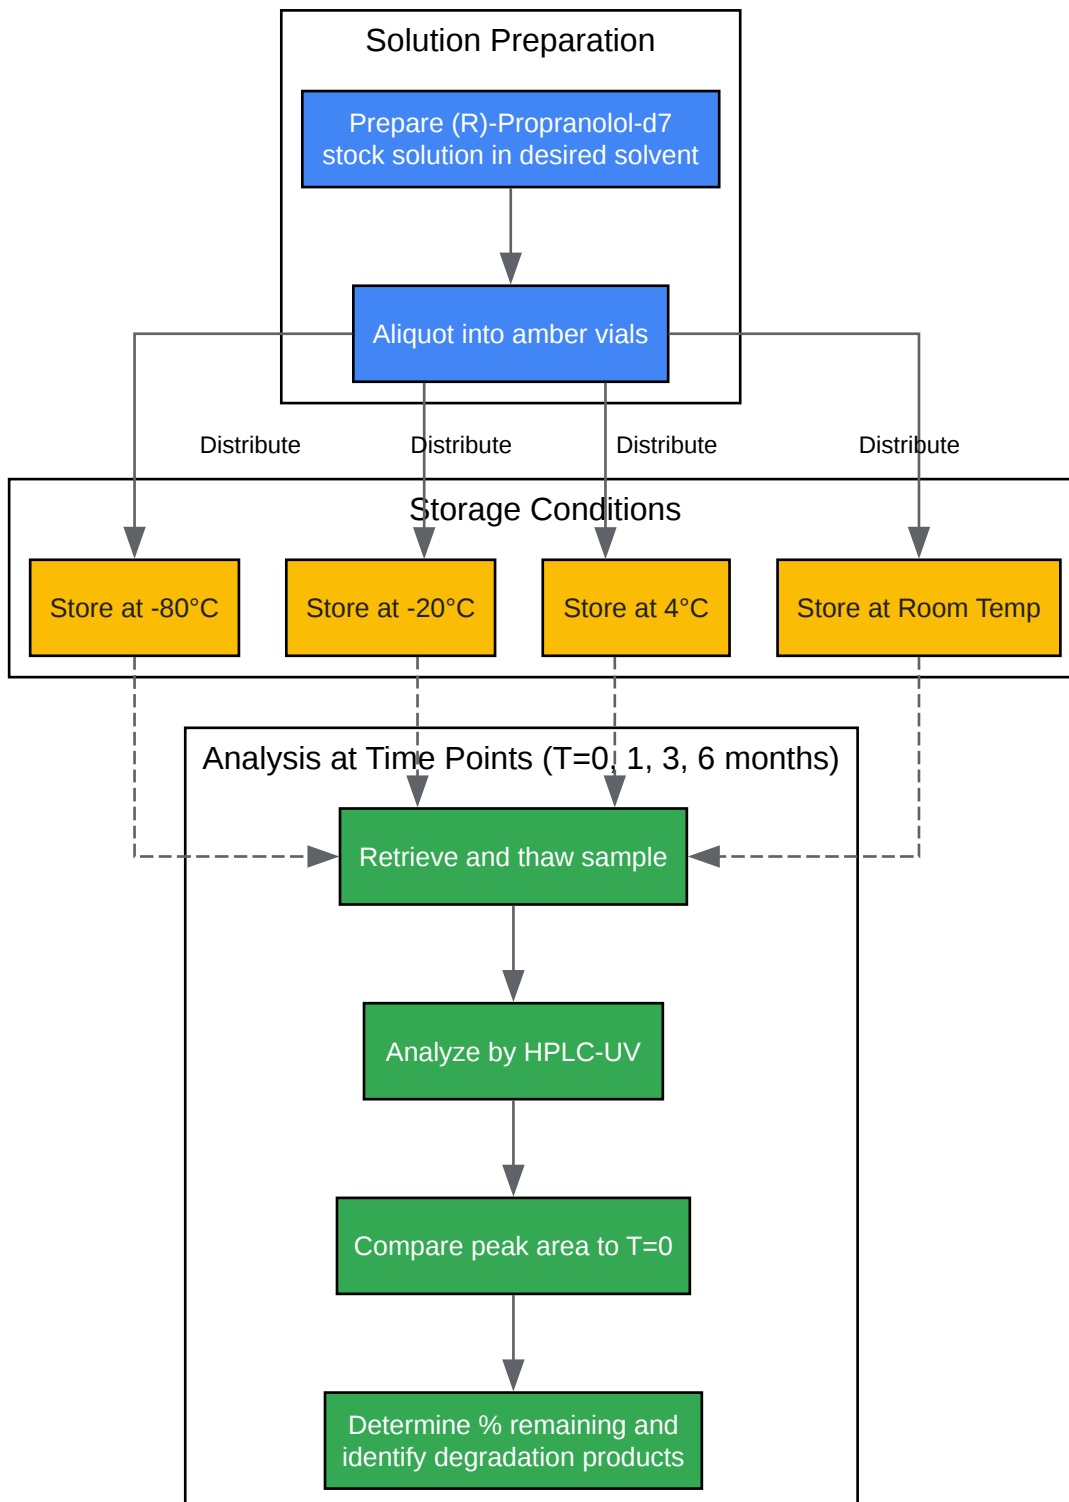 Solution Preparation
Prepare (R)-Propranolol-d7
stock solution in desired solvent
Aliquot into amber vials
Distribute
Distribute
Distribute
Distribute
Storage Conditions
Store at -80°C
Store at -20°C
Store at 4°C
Store at Room Temp
Analysis at Time Points (T=0, 1, 3, 6 months)
Retrieve and thaw sample
Analyze by HPLC-UV
Compare peak area to T=0
Determine % remaining and
identify degradation products